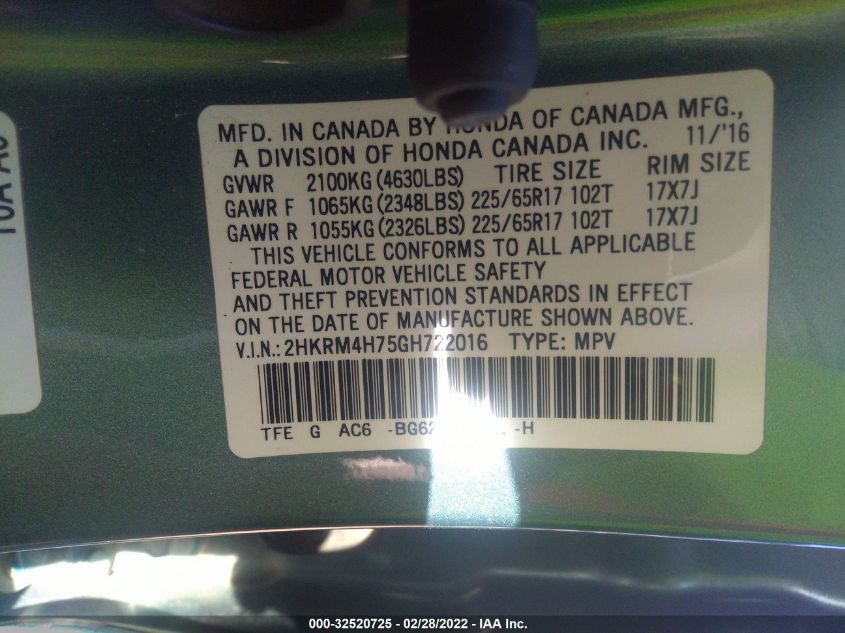 MFD. IN CANADA BY HONDA OF CANADA MFG.,
A DIVISION OF HONDA CANADA INC. 11/'16
GVWR 2100KG (4630LBS) TIRE SIZE RIM SIZE
GAWR F 1065KG (2348LBS) 225/65R17 102T 17X7J
GAWR R 1055KG (2326LBS) 225/65R17 102T 17X7J
THIS VEHICLE CONFORMS TO ALL APPLICABLE
FEDERAL MOTOR VEHICLE SAFETY
AND THEFT PREVENTION STANDARDS IN EFFECT
ON THE DATE OF MANUFACTURE SHOWN ABOVE.
V.I.N.: 2HKRM4H75GH722016 TYPE: MPV
TFE G AC6 -H
000-32520725 - 02/28/2022 - IAA Inc.